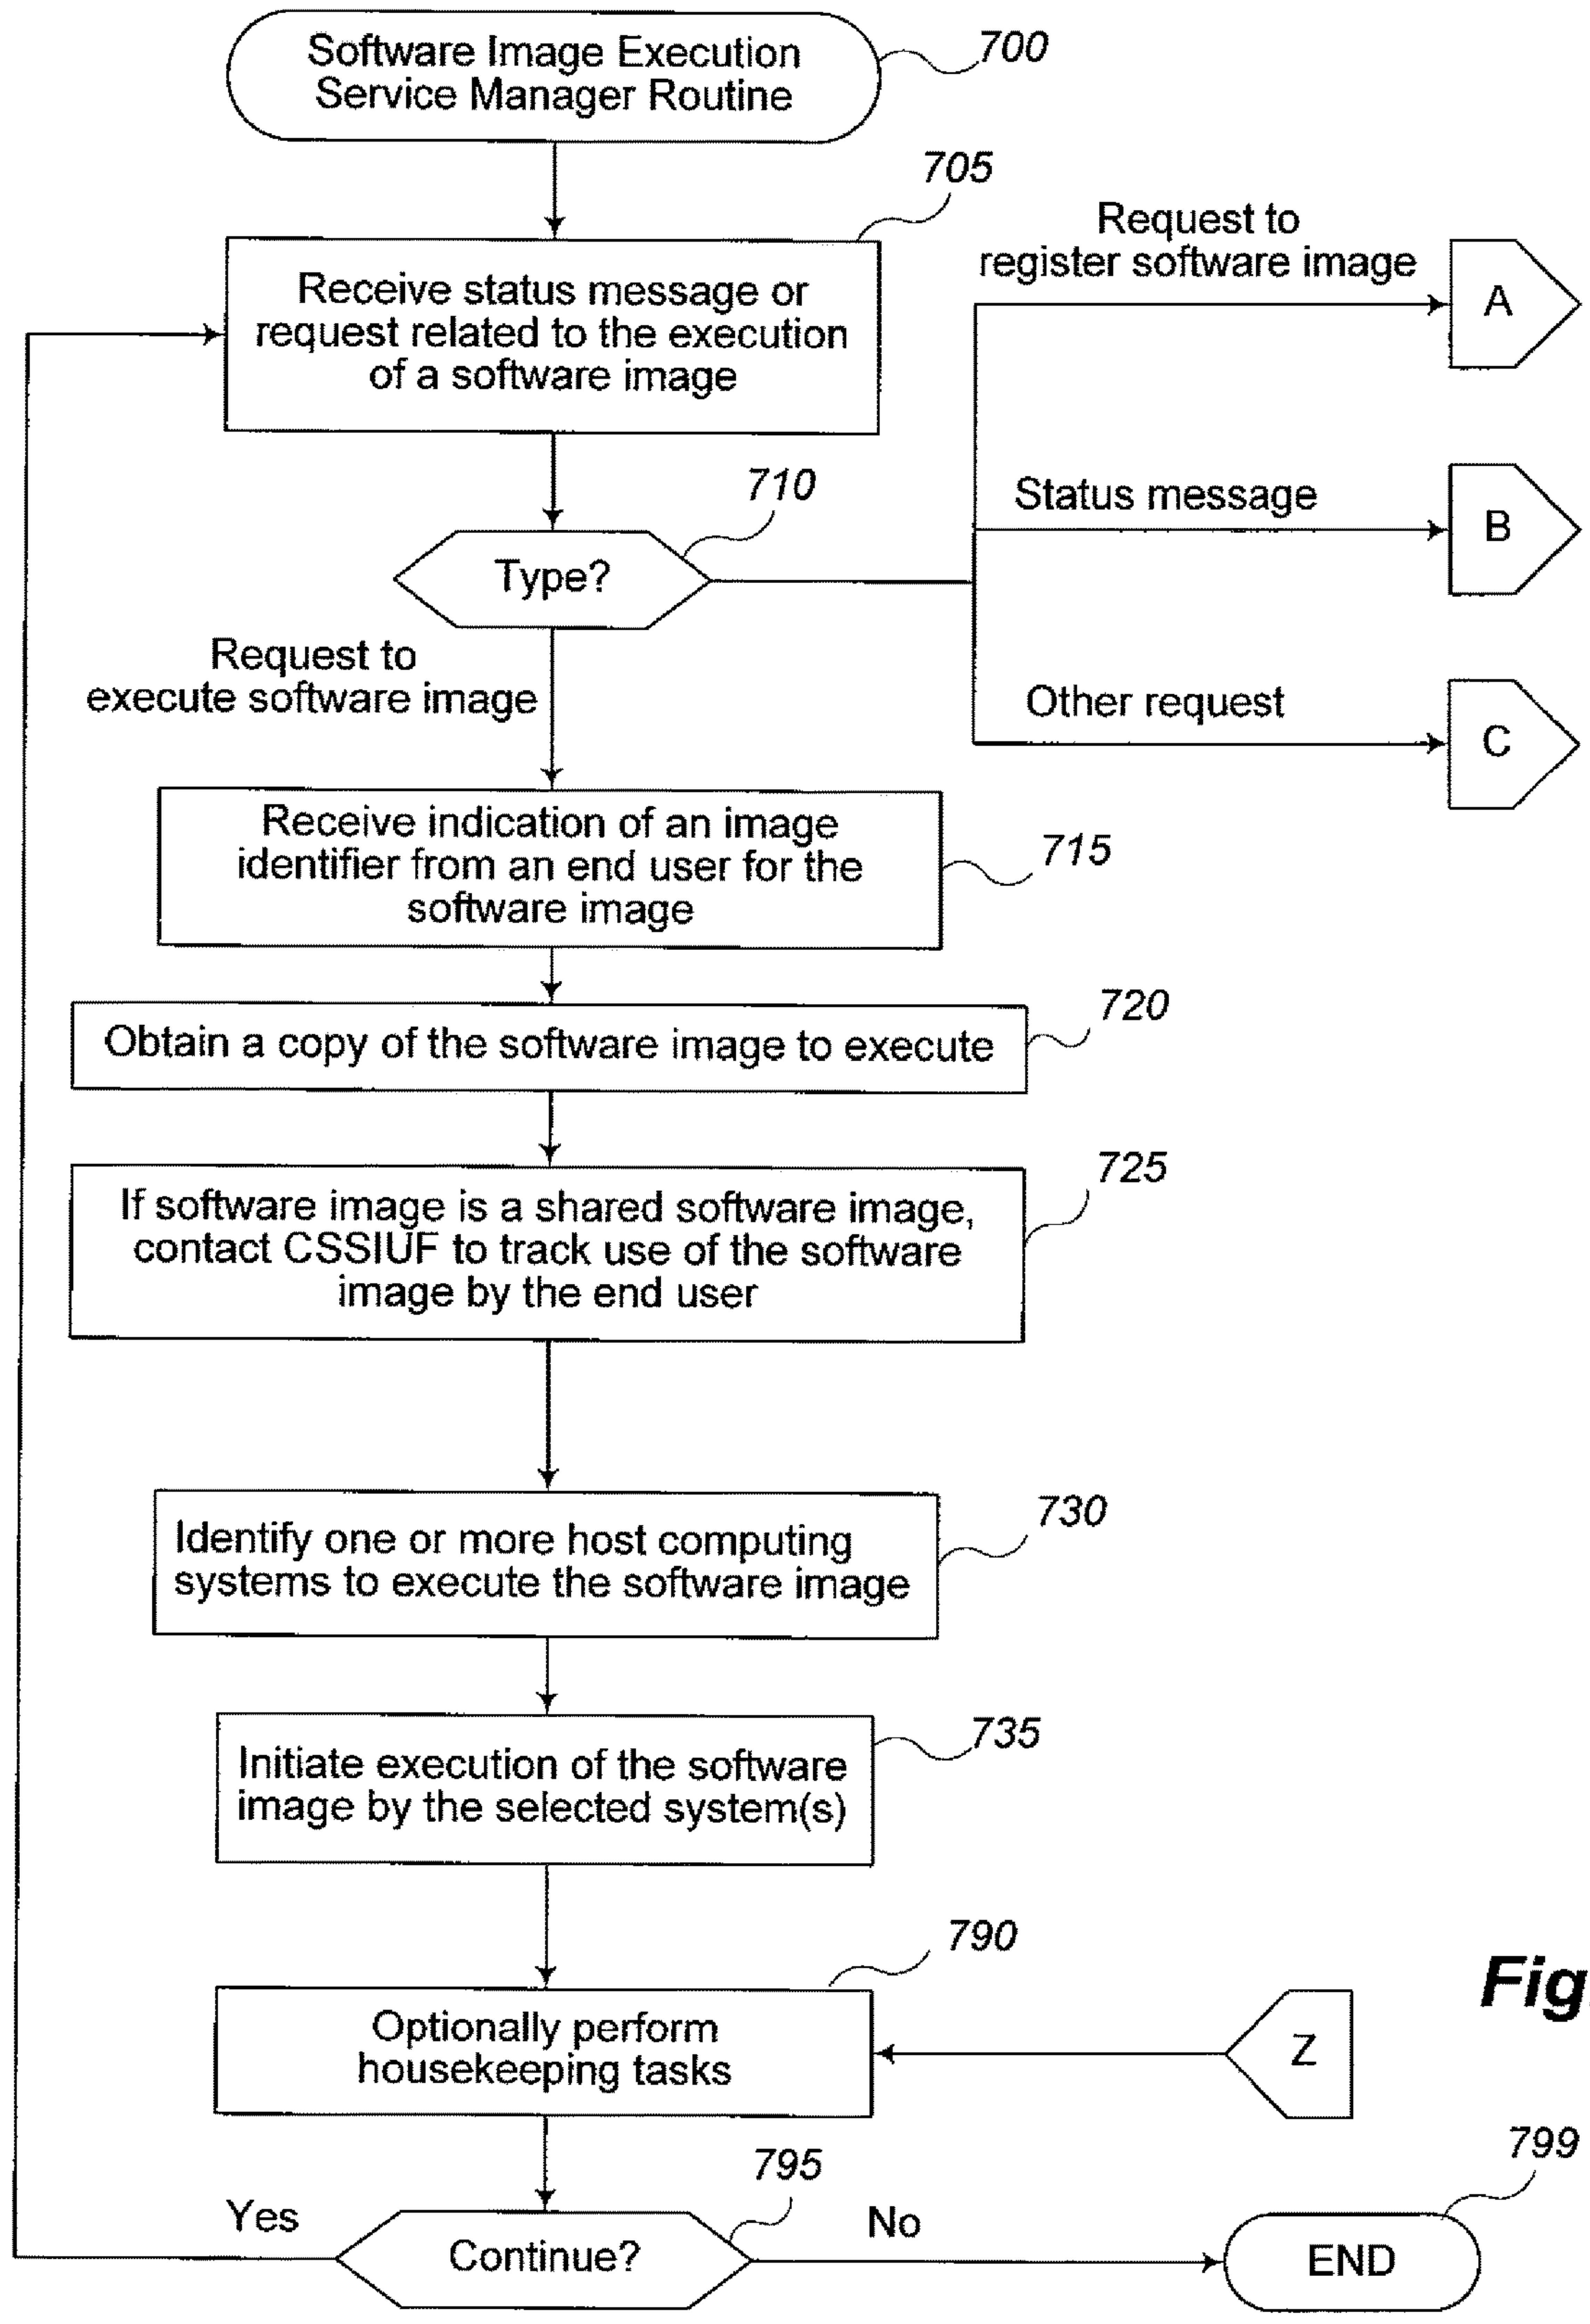 Software Image Execution
Service Manager Routine
700
705
Receive status message or
request related to the execution
of a software image
Request to
register software image
A
710
Type?
Status message
B
Request to
execute software image
Other request
C
Receive indication of an image
identifier from an end user for the
software image
715
720
Obtain a copy of the software image to execute
725
If software image is a shared software image,
contact CSSIUF to track use of the software
image by the end user
730
Identify one or more host computing
systems to execute the software image
735
Initiate execution of the software
image by the selected system(s)
790
Optionally perform
housekeeping tasks
Z
Fig.
795
799
Yes
Continue?
No
END